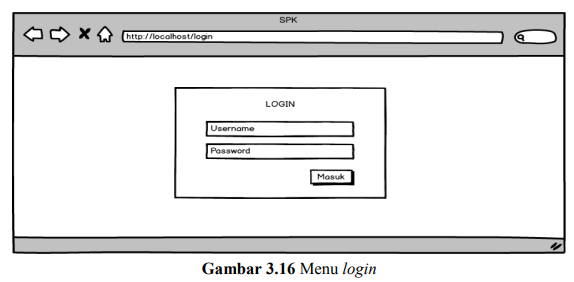 SPK
http://localhost/login
LOGIN
Username
Password
Masuk
Gambar 3.16 Menu login